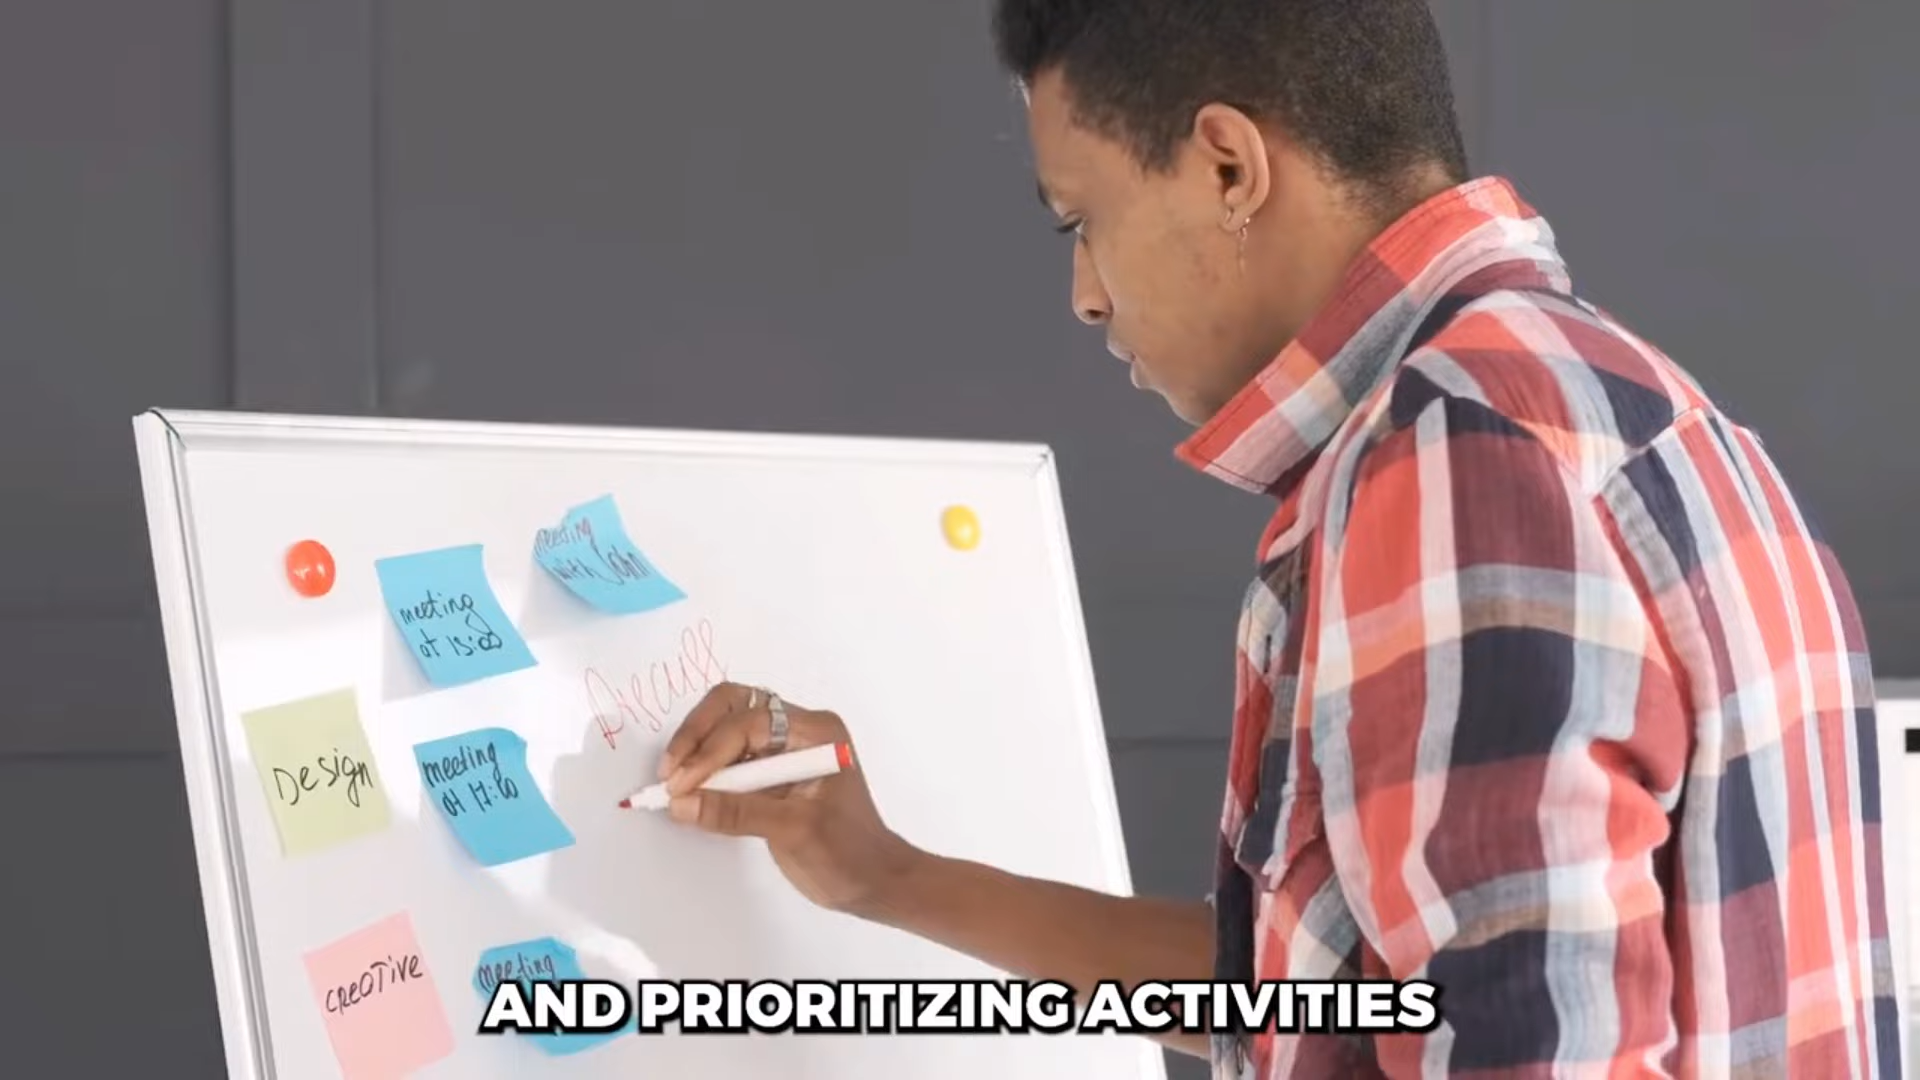 meeting
with John
meeting
at 15:00
Discuss
Design
meeting
at 17:00
creative
meeting
AND PRIORITIZING ACTIVITIES